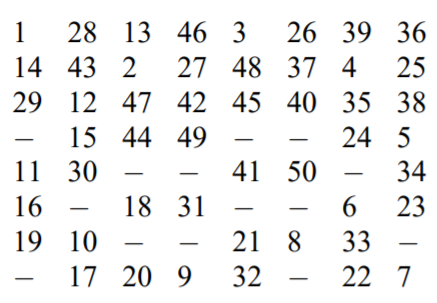 1 28 13 46 3 26 39 36
14 43 2 27 48 37 4 25
29 12 47 42 45 40 35 38
– 15 44 49 – – 24 5
11 30 – – 41 50 – 34
16 – 18 31 – – 6 23
19 10 – – 21 8 33 –
– 17 20 9 32 – 22 7